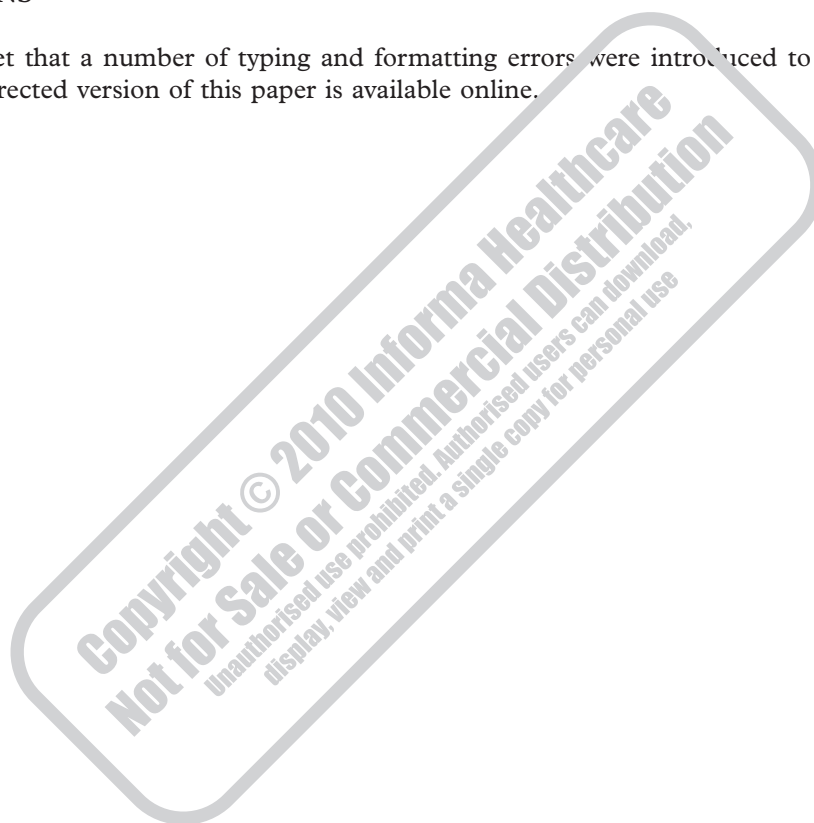 et that a number of typing and formatting errors were introduced to
rected version of this paper is available online.
Copyright © 2010 Informa Healthcare
Not for Sale or Commercial Distribution
Unauthorised use prohibited. Authorised users can download,
display, view and print a single copy for personal use